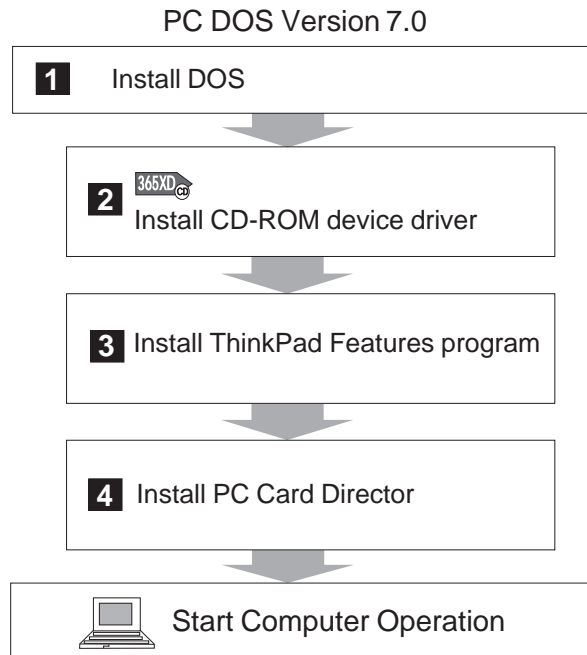 PC DOS Version 7.0
1 Install DOS
365XD CD
2 Install CD-ROM device driver
3 Install ThinkPad Features program
4 Install PC Card Director
Start Computer Operation